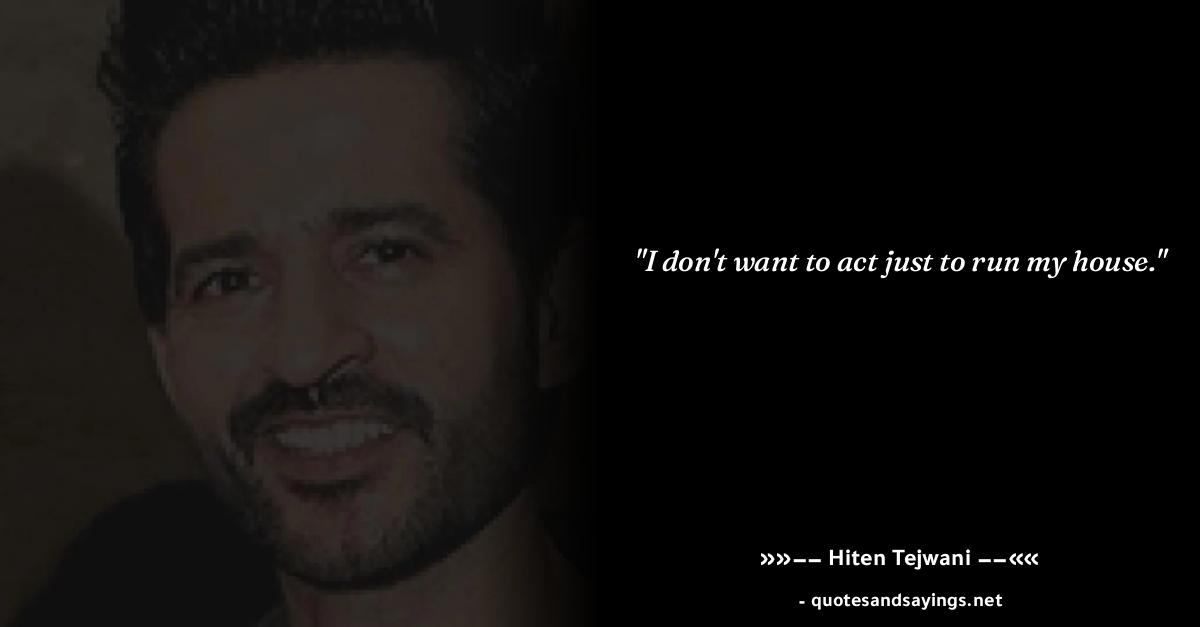 "I don't want to act just to run my house."
»»–– Hiten Tejwani ––««
- quotesandsayings.net